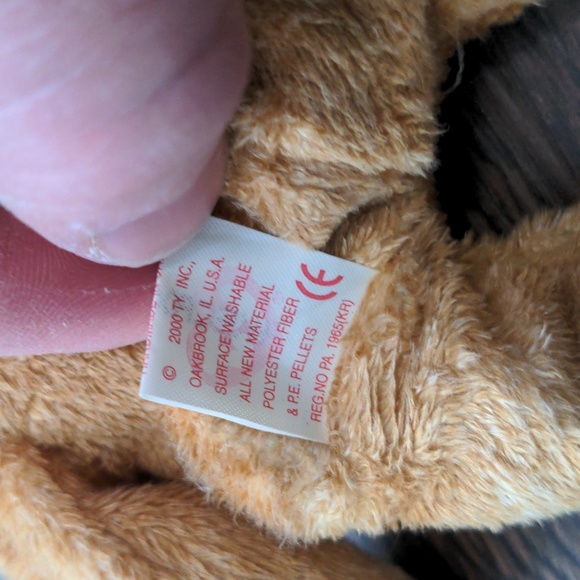 © 2000 TY, INC.,
OAKBROOK, IL U.S.A.
SURFACE WASHABLE
ALL NEW MATERIAL
POLYESTER FIBER
& P.E. PELLETS
REG.NO PA. 1965(KR)
CE